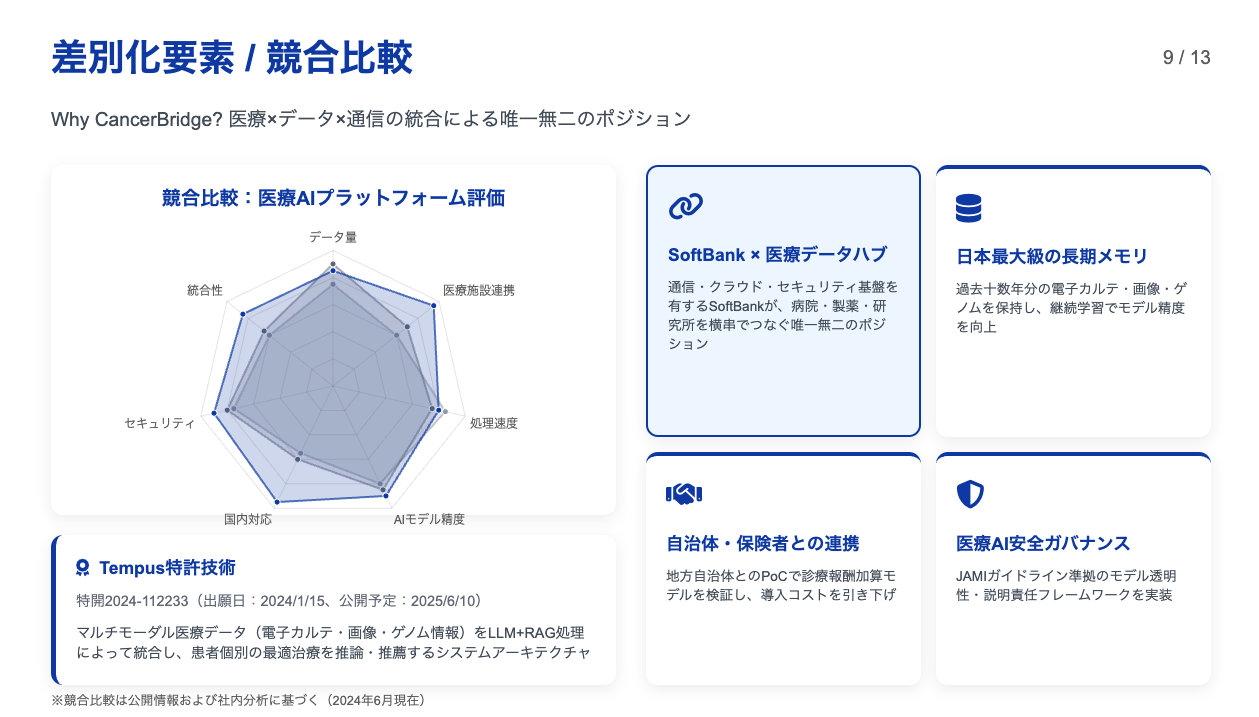 差別化要素 / 競合比較
9 / 13
Why CancerBridge? 医療×データ×通信の統合による唯一無二のポジション
競合比較：医療AIプラットフォーム評価
データ量
医療施設連携
処理速度
AIモデル精度
国内対応
セキュリティ
統合性
Tempus特許技術
特開2024-112233（出願日：2024/1/15、公開予定：2025/6/10）
マルチモーダル医療データ（電子カルテ・画像・ゲノム情報）をLLM+RAG処理
によって統合し、患者個別の最適治療を推論・推薦するシステムアーキテクチャ
※競合比較は公開情報および社内分析に基づく（2024年6月現在）
SoftBank × 医療データハブ
通信・クラウド・セキュリティ基盤を
有するSoftBankが、病院・製薬・研
究所を横串でつなぐ唯一無二のポジ
ション
日本最大級の長期メモリ
過去十数年分の電子カルテ・画像・ゲ
ノムを保持し、継続学習でモデル精度
を向上
自治体・保険者との連携
地方自治体とのPoCで診療報酬加算モ
デルを検証し、導入コストを引き下げ
医療AI安全ガバナンス
JAMIガイドライン準拠のモデル透明
性・説明責任フレームワークを実装